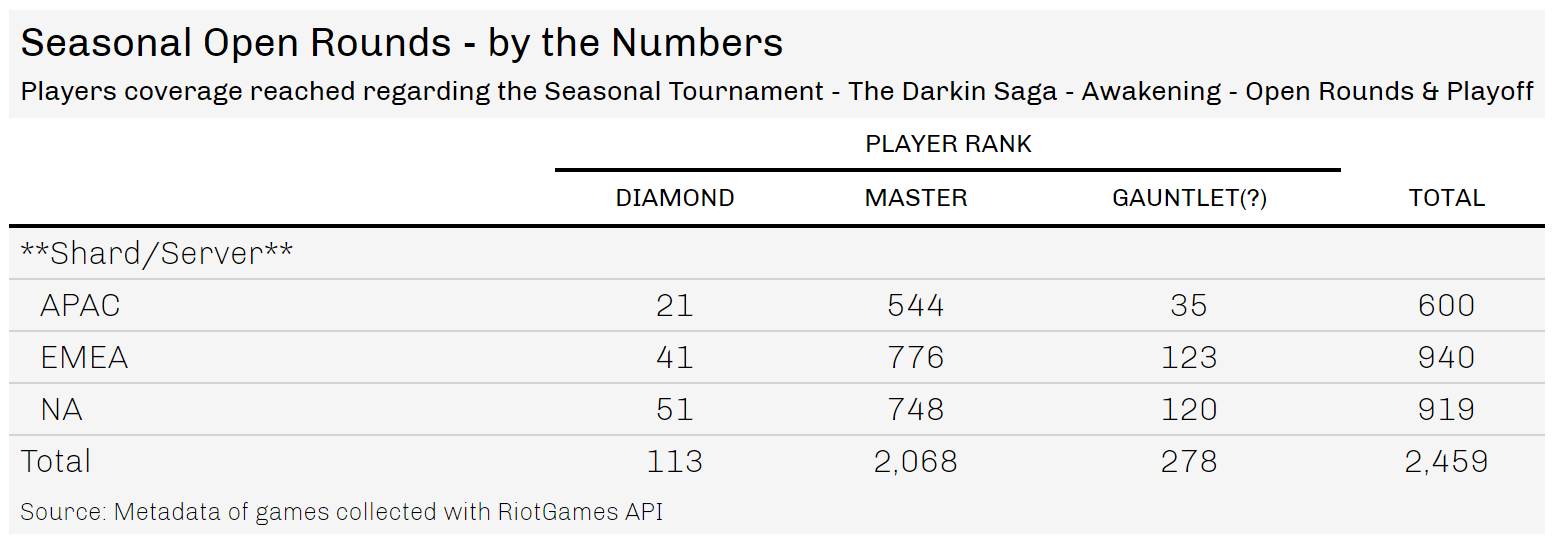 Seasonal Open Rounds - by the Numbers
Players coverage reached regarding the Seasonal Tournament - The Darkin Saga - Awakening - Open Rounds & Playoff
PLAYER RANK
DIAMOND MASTER GAUNTLET(?) TOTAL
**Shard/Server**
APAC 21 544 35 600
EMEA 41 776 123 940
NA 51 748 120 919
Total 113 2,068 278 2,459
Source: Metadata of games collected with RiotGames API